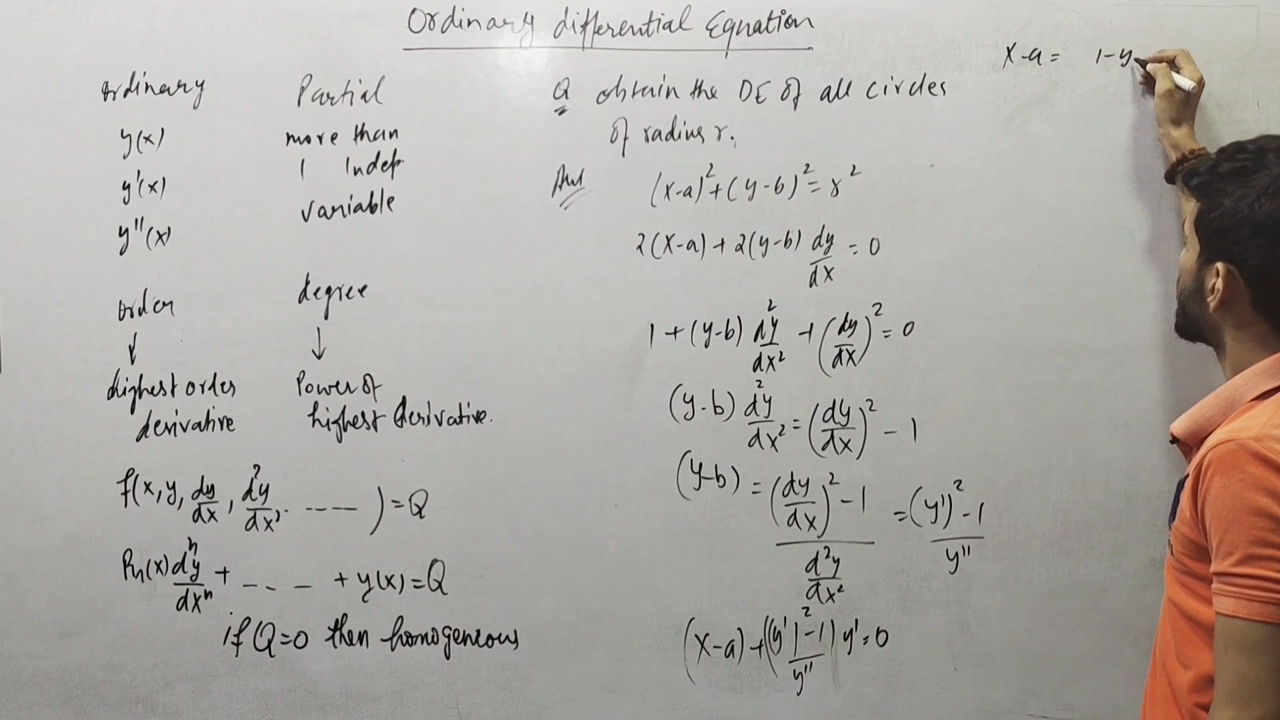 Ordinary differential Equation
ordinary
y(x)
y'(x)
y''(x)
Partial
more than
1 Indep
variable
order
↓
highest order
derivative
degree
↓
Power of
highest derivative.
f(x, y, dy/dx, d²y/dx², ------) = Q
Pn(x) dⁿy/dxⁿ + - - - + y(x) = Q
if Q=0 then homogeneous
Q obtain the DE of all circles
of radius r.
Ans (x-a)² + (y-b)² = r²
2(x-a) + 2(y-b) dy/dx = 0
1 + (y-b) d²y/dx² + (dy/dx)² = 0
(y-b) d²y/dx² = (dy/dx)² - 1
(y-b) = ((dy/dx)² - 1)/(d²y/dx²) = ((y')² - 1)/y''
(x-a) + (((y')² - 1)/y'') y' = 0
x-a = 1-y